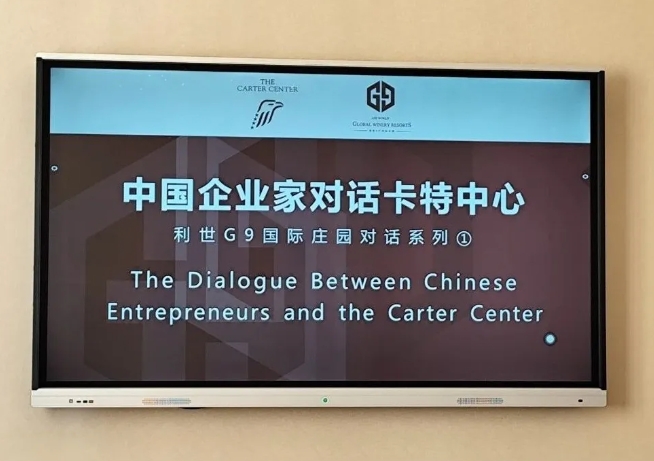 THE
CARTER CENTER
G9
GLOBAL WINERY RESORTS
中国企业家对话卡特中心
利世G9国际庄园对话系列①
The Dialogue Between Chinese
Entrepreneurs and the Carter Center